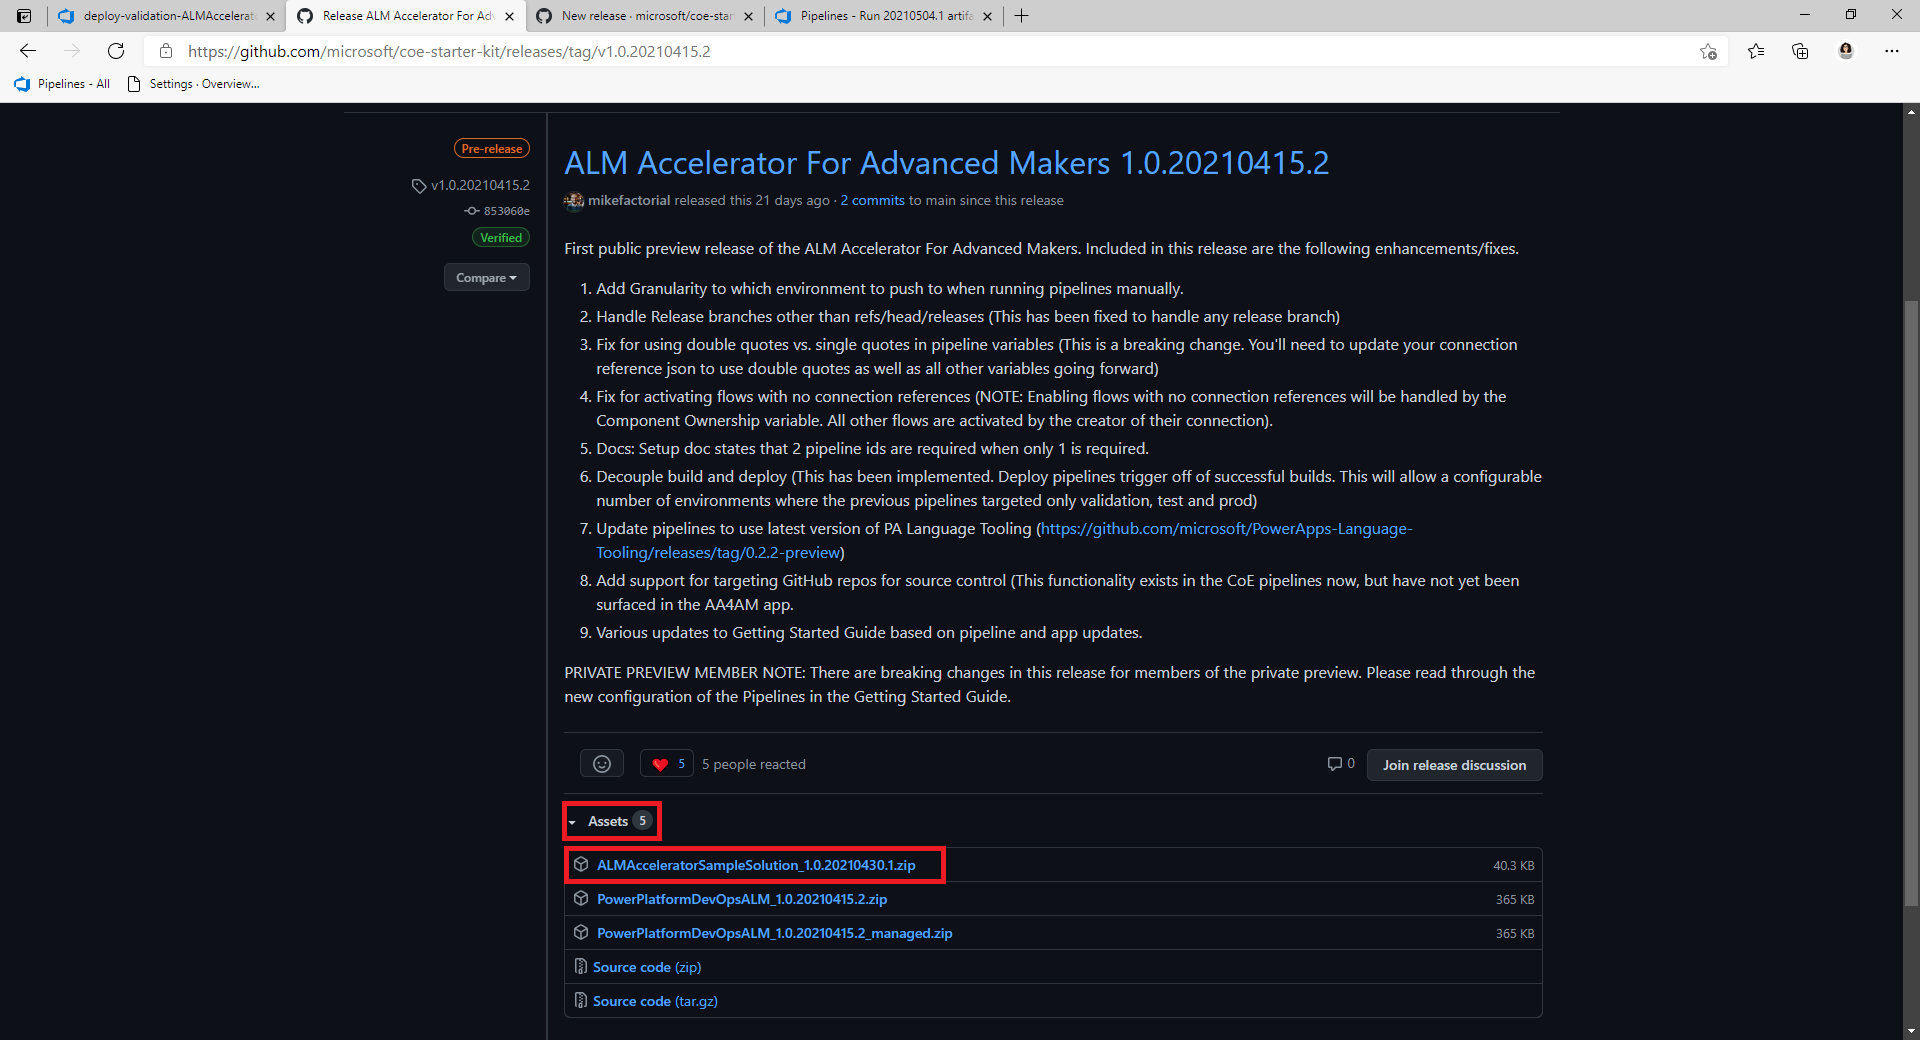 deploy-validation-ALMAccelerato
Release ALM Accelerator For Adv
New release · microsoft/coe-star
Pipelines - Run 20210504.1 artifa
https://github.com/microsoft/coe-starter-kit/releases/tag/v1.0.20210415.2
Pipelines - All
Settings · Overview...
Pre-release
v1.0.20210415.2
853060e
Verified
Compare
ALM Accelerator For Advanced Makers 1.0.20210415.2
mikefactorial released this 21 days ago · 2 commits to main since this release
First public preview release of the ALM Accelerator For Advanced Makers. Included in this release are the following enhancements/fixes.
1. Add Granularity to which environment to push to when running pipelines manually.
2. Handle Release branches other than refs/head/releases (This has been fixed to handle any release branch)
3. Fix for using double quotes vs. single quotes in pipeline variables (This is a breaking change. You'll need to update your connection
reference json to use double quotes as well as all other variables going forward)
4. Fix for activating flows with no connection references (NOTE: Enabling flows with no connection references will be handled by the
Component Ownership variable. All other flows are activated by the creator of their connection).
5. Docs: Setup doc states that 2 pipeline ids are required when only 1 is required.
6. Decouple build and deploy (This has been implemented. Deploy pipelines trigger off of successful builds. This will allow a configurable
number of environments where the previous pipelines targeted only validation, test and prod)
7. Update pipelines to use latest version of PA Language Tooling (https://github.com/microsoft/PowerApps-Language-
Tooling/releases/tag/0.2.2-preview)
8. Add support for targeting GitHub repos for source control (This functionality exists in the CoE pipelines now, but have not yet been
surfaced in the AA4AM app.
9. Various updates to Getting Started Guide based on pipeline and app updates.
PRIVATE PREVIEW MEMBER NOTE: There are breaking changes in this release for members of the private preview. Please read through the
new configuration of the Pipelines in the Getting Started Guide.
5
5 people reacted
0
Join release discussion
Assets 5
ALMAcceleratorSampleSolution_1.0.20210430.1.zip
40.3 KB
PowerPlatformDevOpsALM_1.0.20210415.2.zip
365 KB
PowerPlatformDevOpsALM_1.0.20210415.2_managed.zip
365 KB
Source code (zip)
Source code (tar.gz)